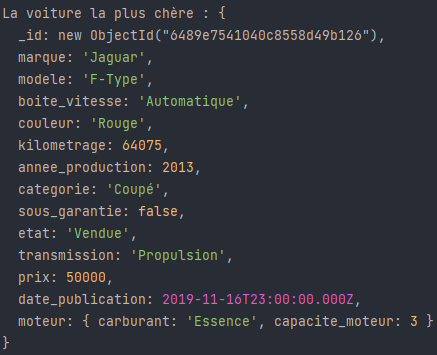 La voiture la plus chère : {
  _id: new ObjectId("6489e7541040c8558d49b126"),
  marque: 'Jaguar',
  modele: 'F-Type',
  boite_vitesse: 'Automatique',
  couleur: 'Rouge',
  kilometrage: 64075,
  annee_production: 2013,
  categorie: 'Coupé',
  sous_garantie: false,
  etat: 'Vendue',
  transmission: 'Propulsion',
  prix: 50000,
  date_publication: 2019-11-16T23:00:00.000Z,
  moteur: { carburant: 'Essence', capacite_moteur: 3 }
}